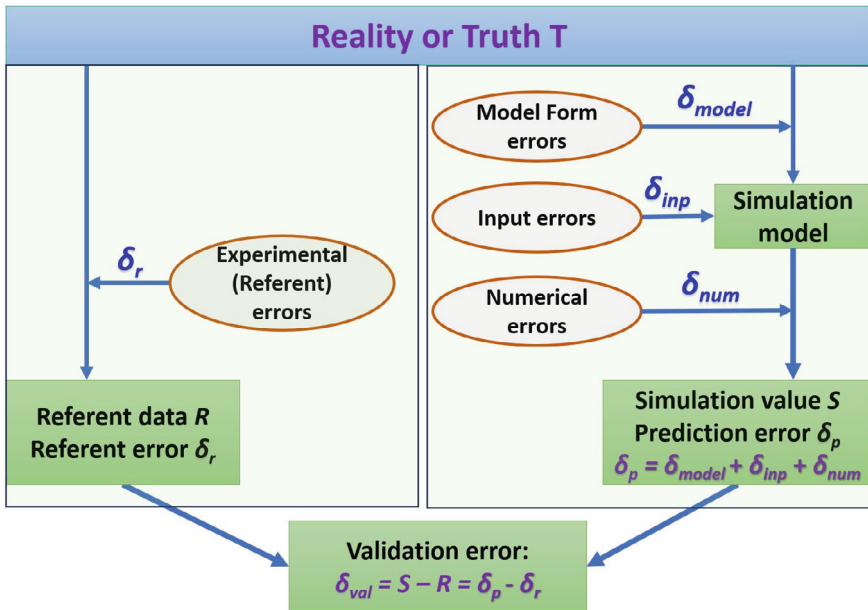 Reality or Truth T
δr
Experimental
(Referent)
errors
Referent data R
Referent error δr
Model Form
errors
δmodel
Input errors
δinp
Simulation
model
Numerical
errors
δnum
Simulation value S
Prediction error δp
δp = δmodel + δinp + δnum
Validation error:
δval = S – R = δp - δr